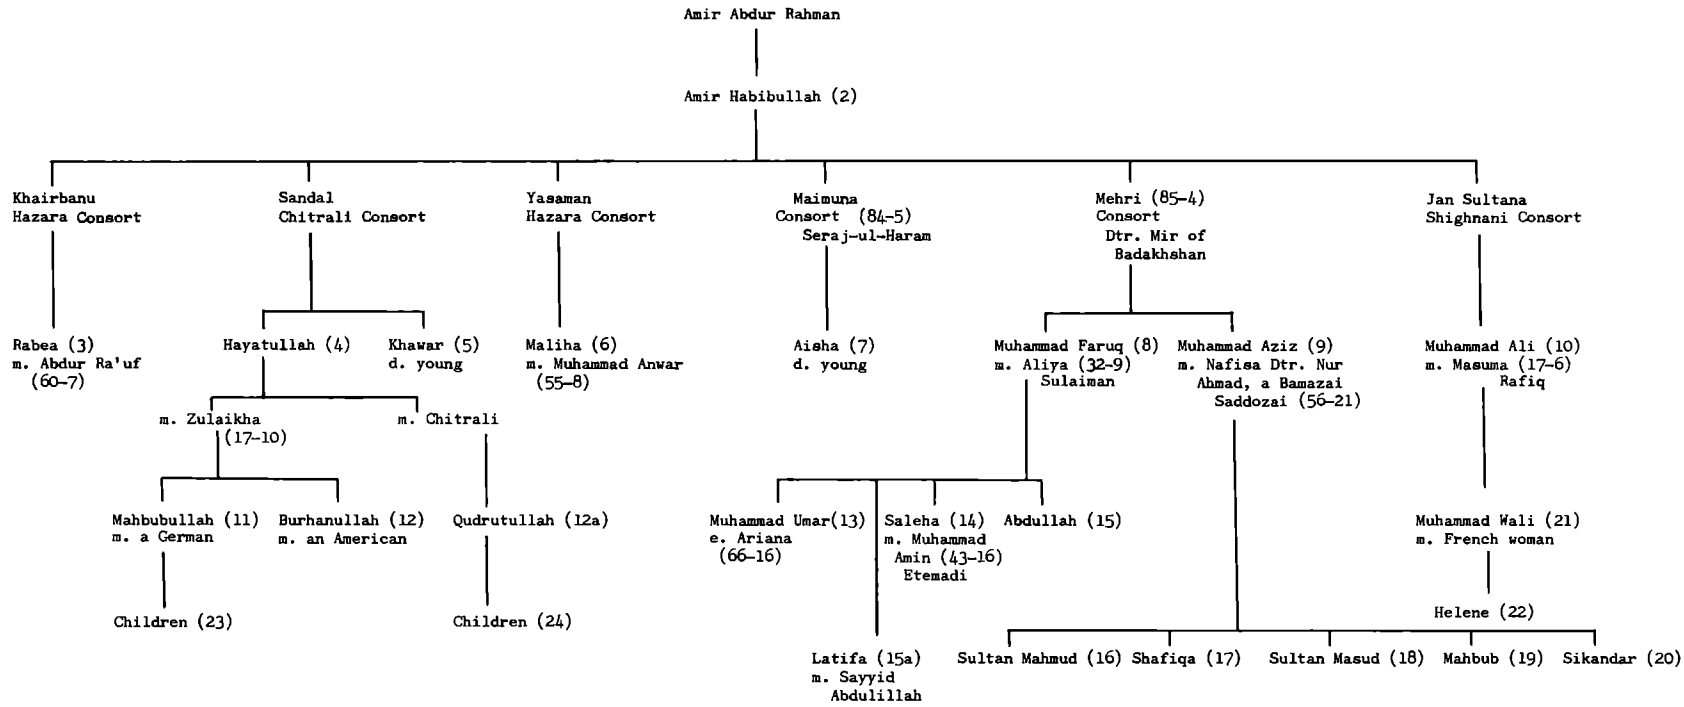 Amir Abdur Rahman
Amir Habibullah (2)
Khairbanu
Hazara Consort
Sandal
Chitrali Consort
Yasaman
Hazara Consort
Maimuna
Consort (84-5)
Seraj-ul-Haram
Mehri (85-4)
Consort
Dtr. Mir of
Badakhshan
Jan Sultana
Shighnani Consort
Rabea (3)
m. Abdur Ra'uf
(60-7)
Hayatullah (4)
Khawar (5)
d. young
Maliha (6)
m. Muhammad Anwar
(55-8)
Aisha (7)
d. young
Muhammad Faruq (8)
m. Aliya (32-9)
Sulaiman
Muhammad Aziz (9)
m. Nafisa Dtr. Nur
Ahmad, a Bamazai
Saddozai (56-21)
Muhammad Ali (10)
m. Masuma (17-6)
Rafiq
m. Zulaikha
(17-10)
m. Chitrali
Mahbubullah (11)
m. a German
Burhanullah (12)
m. an American
Qudrutullah (12a)
Muhammad Umar(13)
e. Ariana
(66-16)
Saleha (14)
m. Muhammad
Amin (43-16)
Etemadi
Abdullah (15)
Muhammad Wali (21)
m. French woman
Children (23)
Children (24)
Helene (22)
Latifa (15a)
m. Sayyid
Abdulillah
Sultan Mahmud (16)
Shafiqa (17)
Sultan Masud (18)
Mahbub (19)
Sikandar (20)